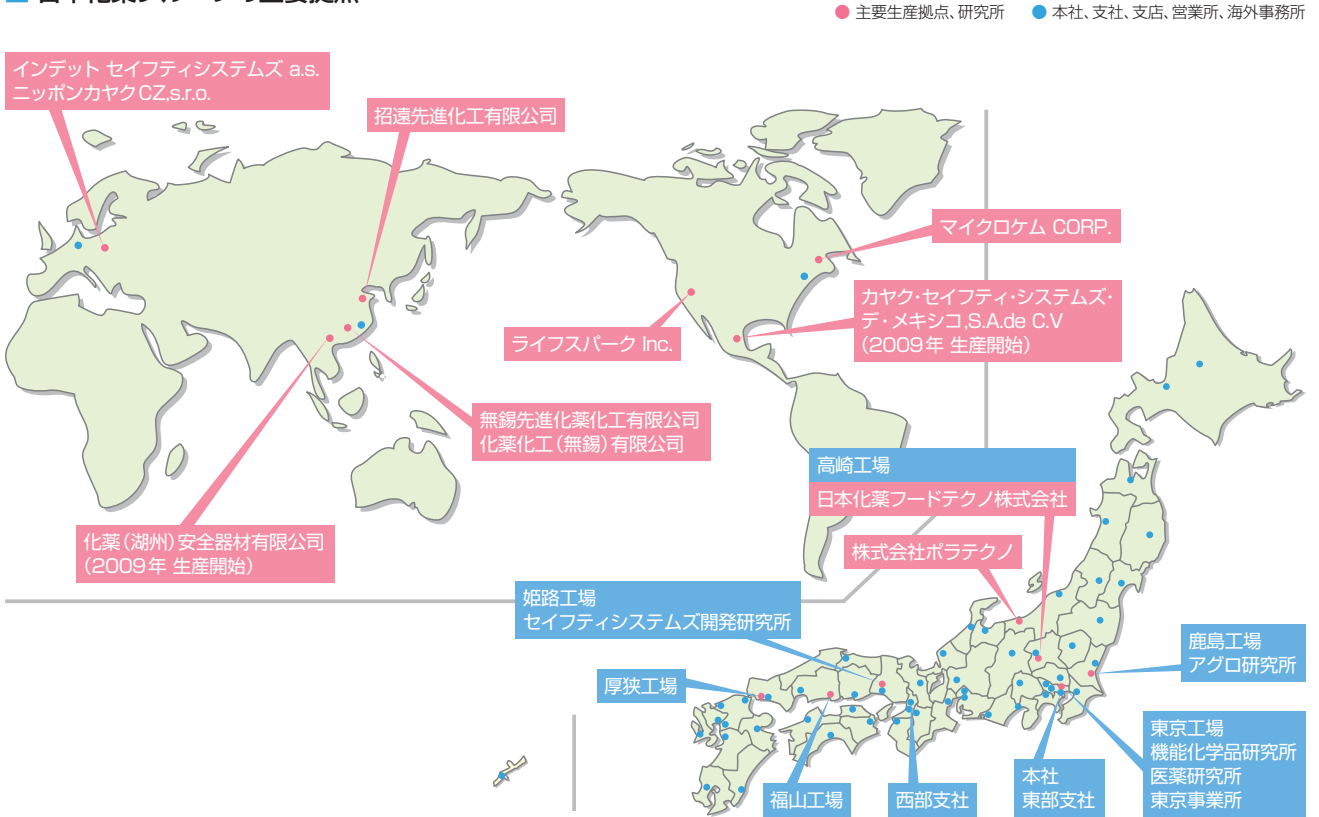 ● 主要生産拠点、研究所 ● 本社、支社、支店、営業所、海外事務所
インデット セイフティシステムズ a.s.
ニッポンカヤクCZ,s.r.o.
招遠先進化工有限公司
マイクロケム CORP.
カヤク・セイフティ・システムズ・
デ・メキシコ,S.A.de C.V
(2009年 生産開始)
ライフスパーク Inc.
無錫先進化薬化工有限公司
化薬化工(無錫)有限公司
化薬(湖州)安全器材有限公司
(2009年 生産開始)
高崎工場
日本化薬フードテクノ株式会社
株式会社ポラテクノ
姫路工場
セイフティシステムズ開発研究所
厚狭工場
鹿島工場
アグロ研究所
東京工場
機能化学品研究所
医薬研究所
東京事業所
本社
東部支社
西部支社
福山工場